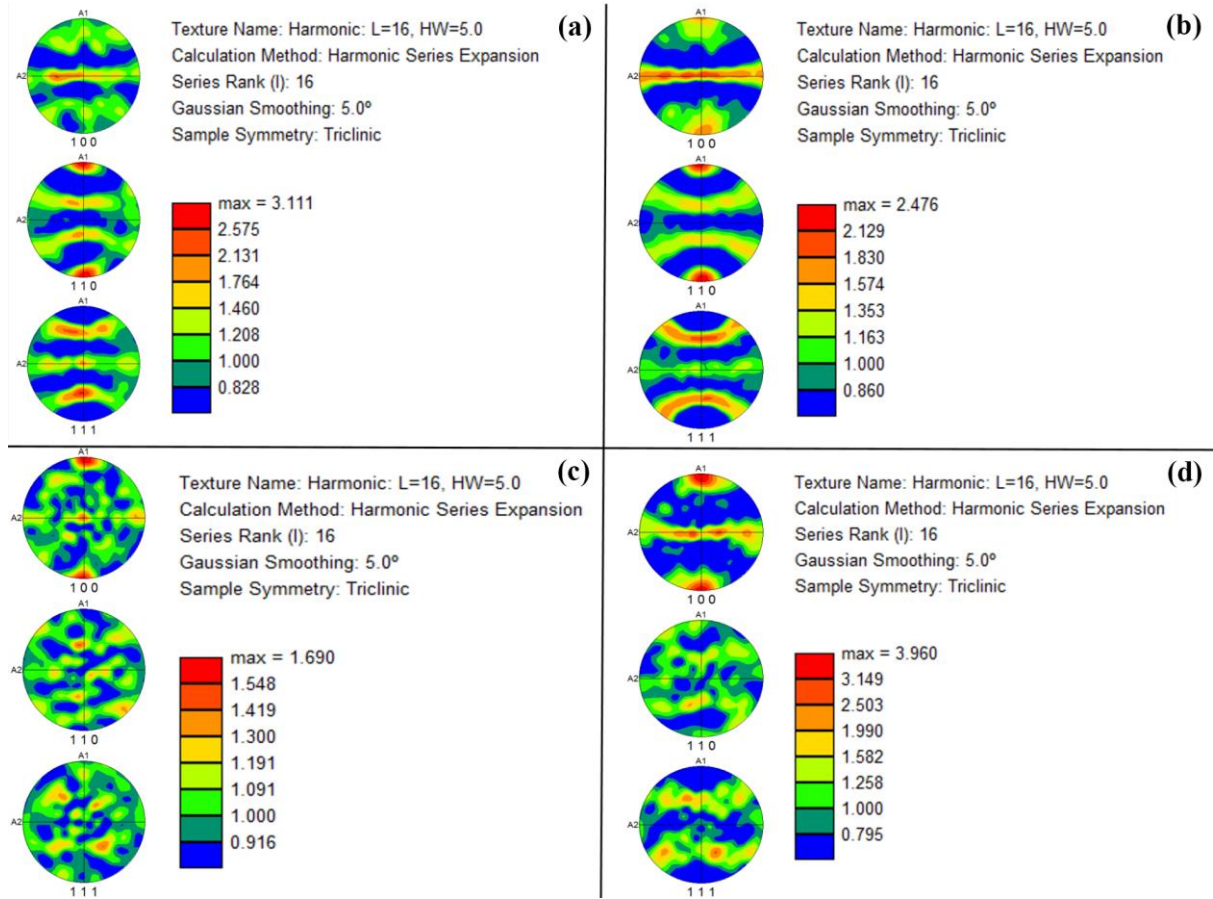 (a)
A1
Texture Name: Harmonic: L=16, HW=5.0
Calculation Method: Harmonic Series Expansion
A2
Series Rank (l): 16
Gaussian Smoothing: 5.0º
Sample Symmetry: Triclinic
1 0 0
A1
A2
1 1 0
max = 3.111
2.575
2.131
1.764
1.460
1.208
1.000
0.828
A1
A2
1 1 1
(b)
A1
Texture Name: Harmonic: L=16, HW=5.0
Calculation Method: Harmonic Series Expansion
A2
Series Rank (l): 16
Gaussian Smoothing: 5.0º
Sample Symmetry: Triclinic
1 0 0
A1
A2
1 1 0
max = 2.476
2.129
1.830
1.574
1.353
1.163
1.000
0.860
A1
A2
1 1 1
(c)
A1
Texture Name: Harmonic: L=16, HW=5.0
Calculation Method: Harmonic Series Expansion
A2
Series Rank (l): 16
Gaussian Smoothing: 5.0º
Sample Symmetry: Triclinic
1 0 0
A1
A2
1 1 0
max = 1.690
1.548
1.419
1.300
1.191
1.091
1.000
0.916
A1
A2
1 1 1
(d)
A1
Texture Name: Harmonic: L=16, HW=5.0
Calculation Method: Harmonic Series Expansion
A2
Series Rank (l): 16
Gaussian Smoothing: 5.0º
Sample Symmetry: Triclinic
1 0 0
A1
A2
1 1 0
max = 3.960
3.149
2.503
1.990
1.582
1.258
1.000
0.795
A1
A2
1 1 1